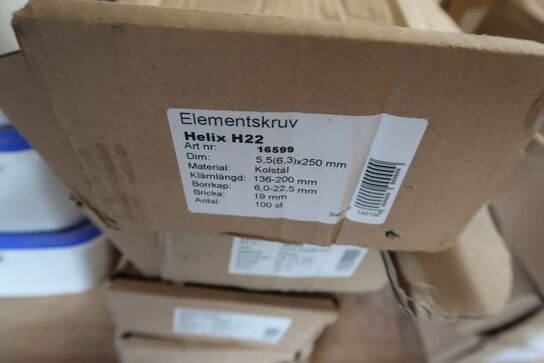 Elementskruv
Helix H22
Art nr: 16599
Dim: 5,5(6,3)x250 mm
Material: Kolstål
Klämlängd: 136-200 mm
Borrkap: 6,0-22,5 mm
Bricka: 19 mm
Antal: 100 st